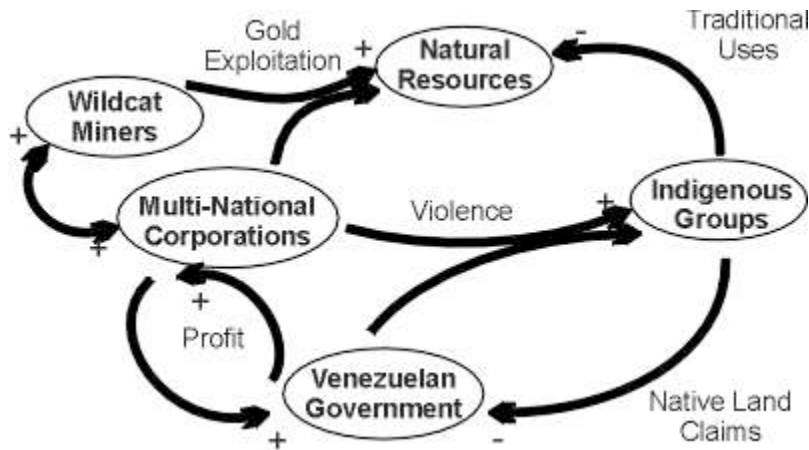 Traditional
Uses
Gold
Exploitation
+
Natural
Resources
-
Wildcat
Miners
+
Multi-National
Corporations
+
Violence
+
Indigenous
Groups
+
Profit
Venezuelan
Government
+
-
Native Land
Claims